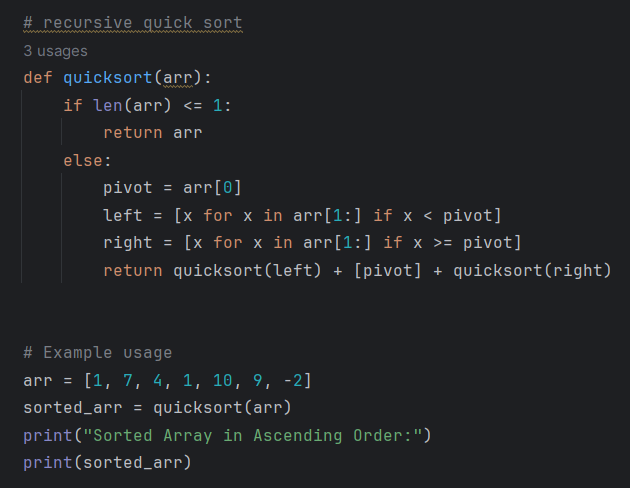 # recursive quick sort
3 usages
def quicksort(arr):
    if len(arr) <= 1:
        return arr
    else:
        pivot = arr[0]
        left = [x for x in arr[1:] if x < pivot]
        right = [x for x in arr[1:] if x >= pivot]
        return quicksort(left) + [pivot] + quicksort(right)
# Example usage
arr = [1, 7, 4, 1, 10, 9, -2]
sorted_arr = quicksort(arr)
print("Sorted Array in Ascending Order:")
print(sorted_arr)